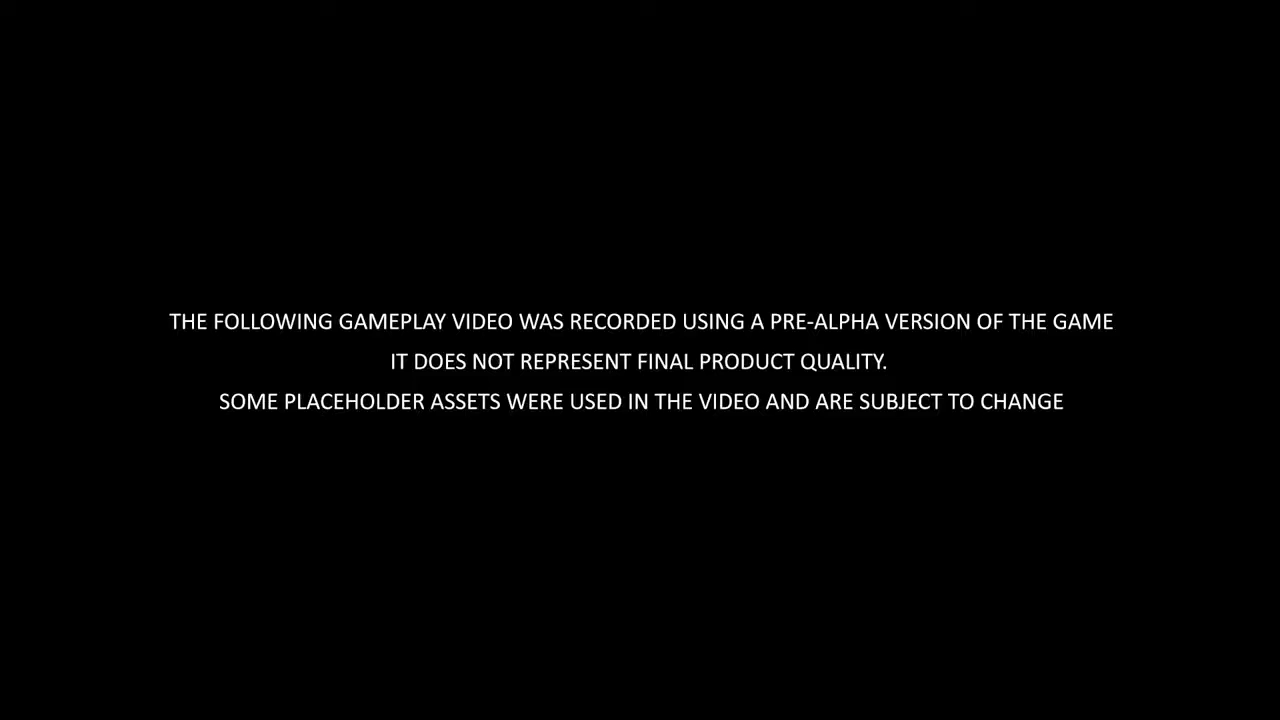 THE FOLLOWING GAMEPLAY VIDEO WAS RECORDED USING A PRE-ALPHA VERSION OF THE GAME
IT DOES NOT REPRESENT FINAL PRODUCT QUALITY.
SOME PLACEHOLDER ASSETS WERE USED IN THE VIDEO AND ARE SUBJECT TO CHANGE